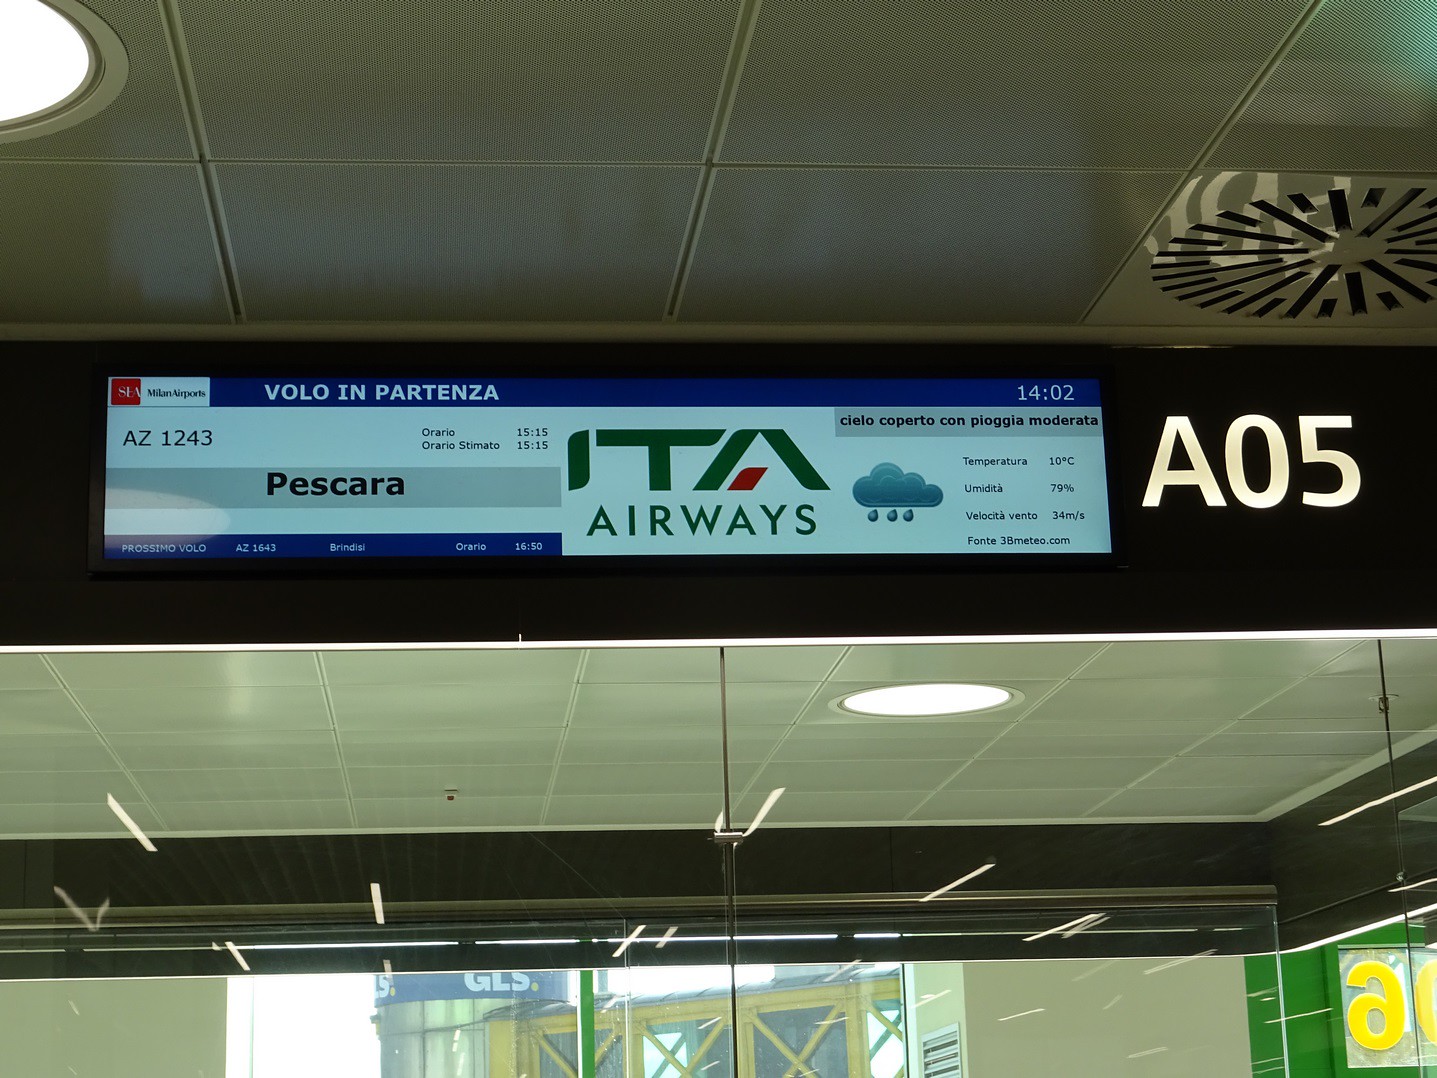 SEA MilanAirports VOLO IN PARTENZA 14:02
AZ 1243
Orario 15:15
Orario Stimato 15:15
Pescara
PROSSIMO VOLO AZ 1643 Brindisi Orario 16:50
ITA
AIRWAYS
cielo coperto con pioggia moderata
Temperatura 10°C
Umidità 79%
Velocità vento 34m/s
Fonte 3Bmeteo.com
A05
GLS.